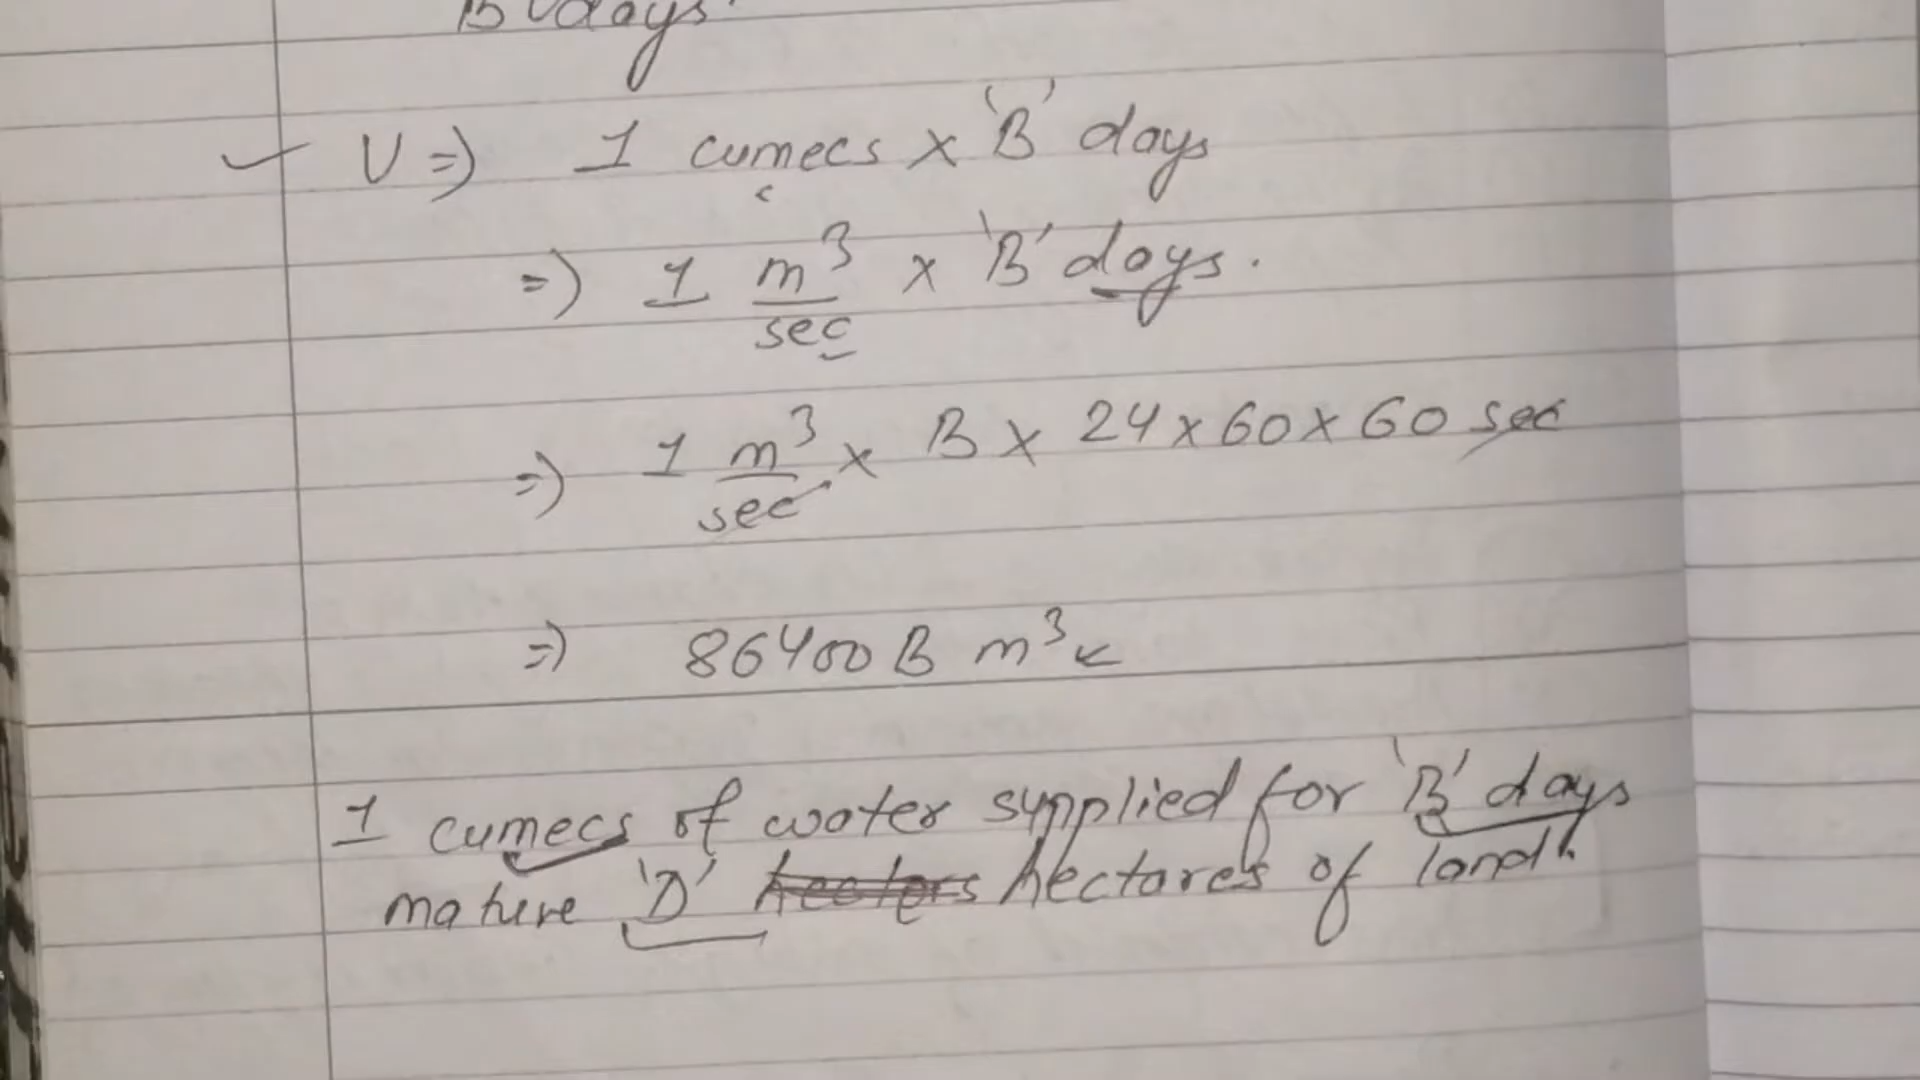 'B' days.
V => 1 cumecs x 'B' days
=> 1 m³/sec x 'B' days.
=> 1 m³/sec x B x 24 x 60 x 60 sec
=> 86400 B m³
1 cumecs of water supplied for 'B' days
mature 'D' hectares of land